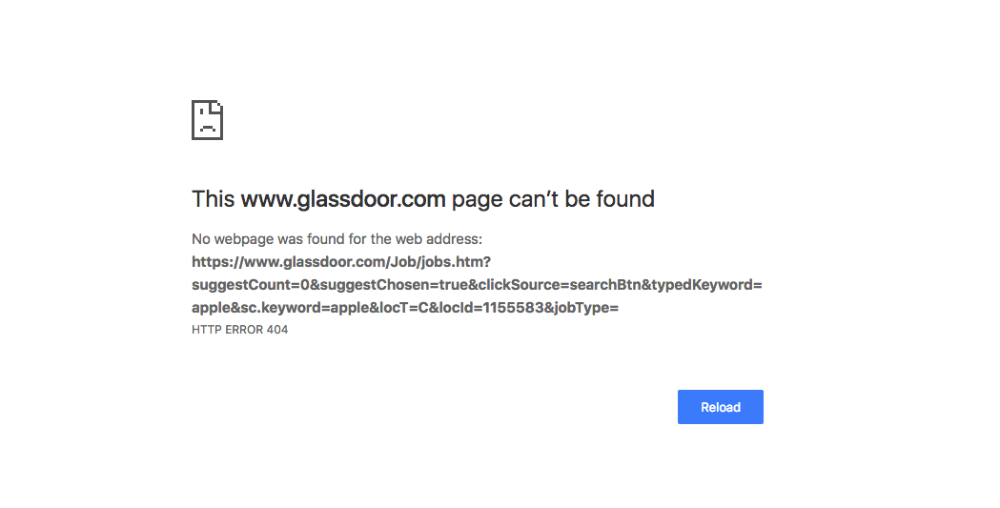 This www.glassdoor.com page can’t be found
No webpage was found for the web address:
https://www.glassdoor.com/Job/jobs.htm?
suggestCount=0&suggestChosen=true&clickSource=searchBtn&typedKeyword=
apple&sc.keyword=apple&locT=C&locId=1155583&jobType=
HTTP ERROR 404
Reload